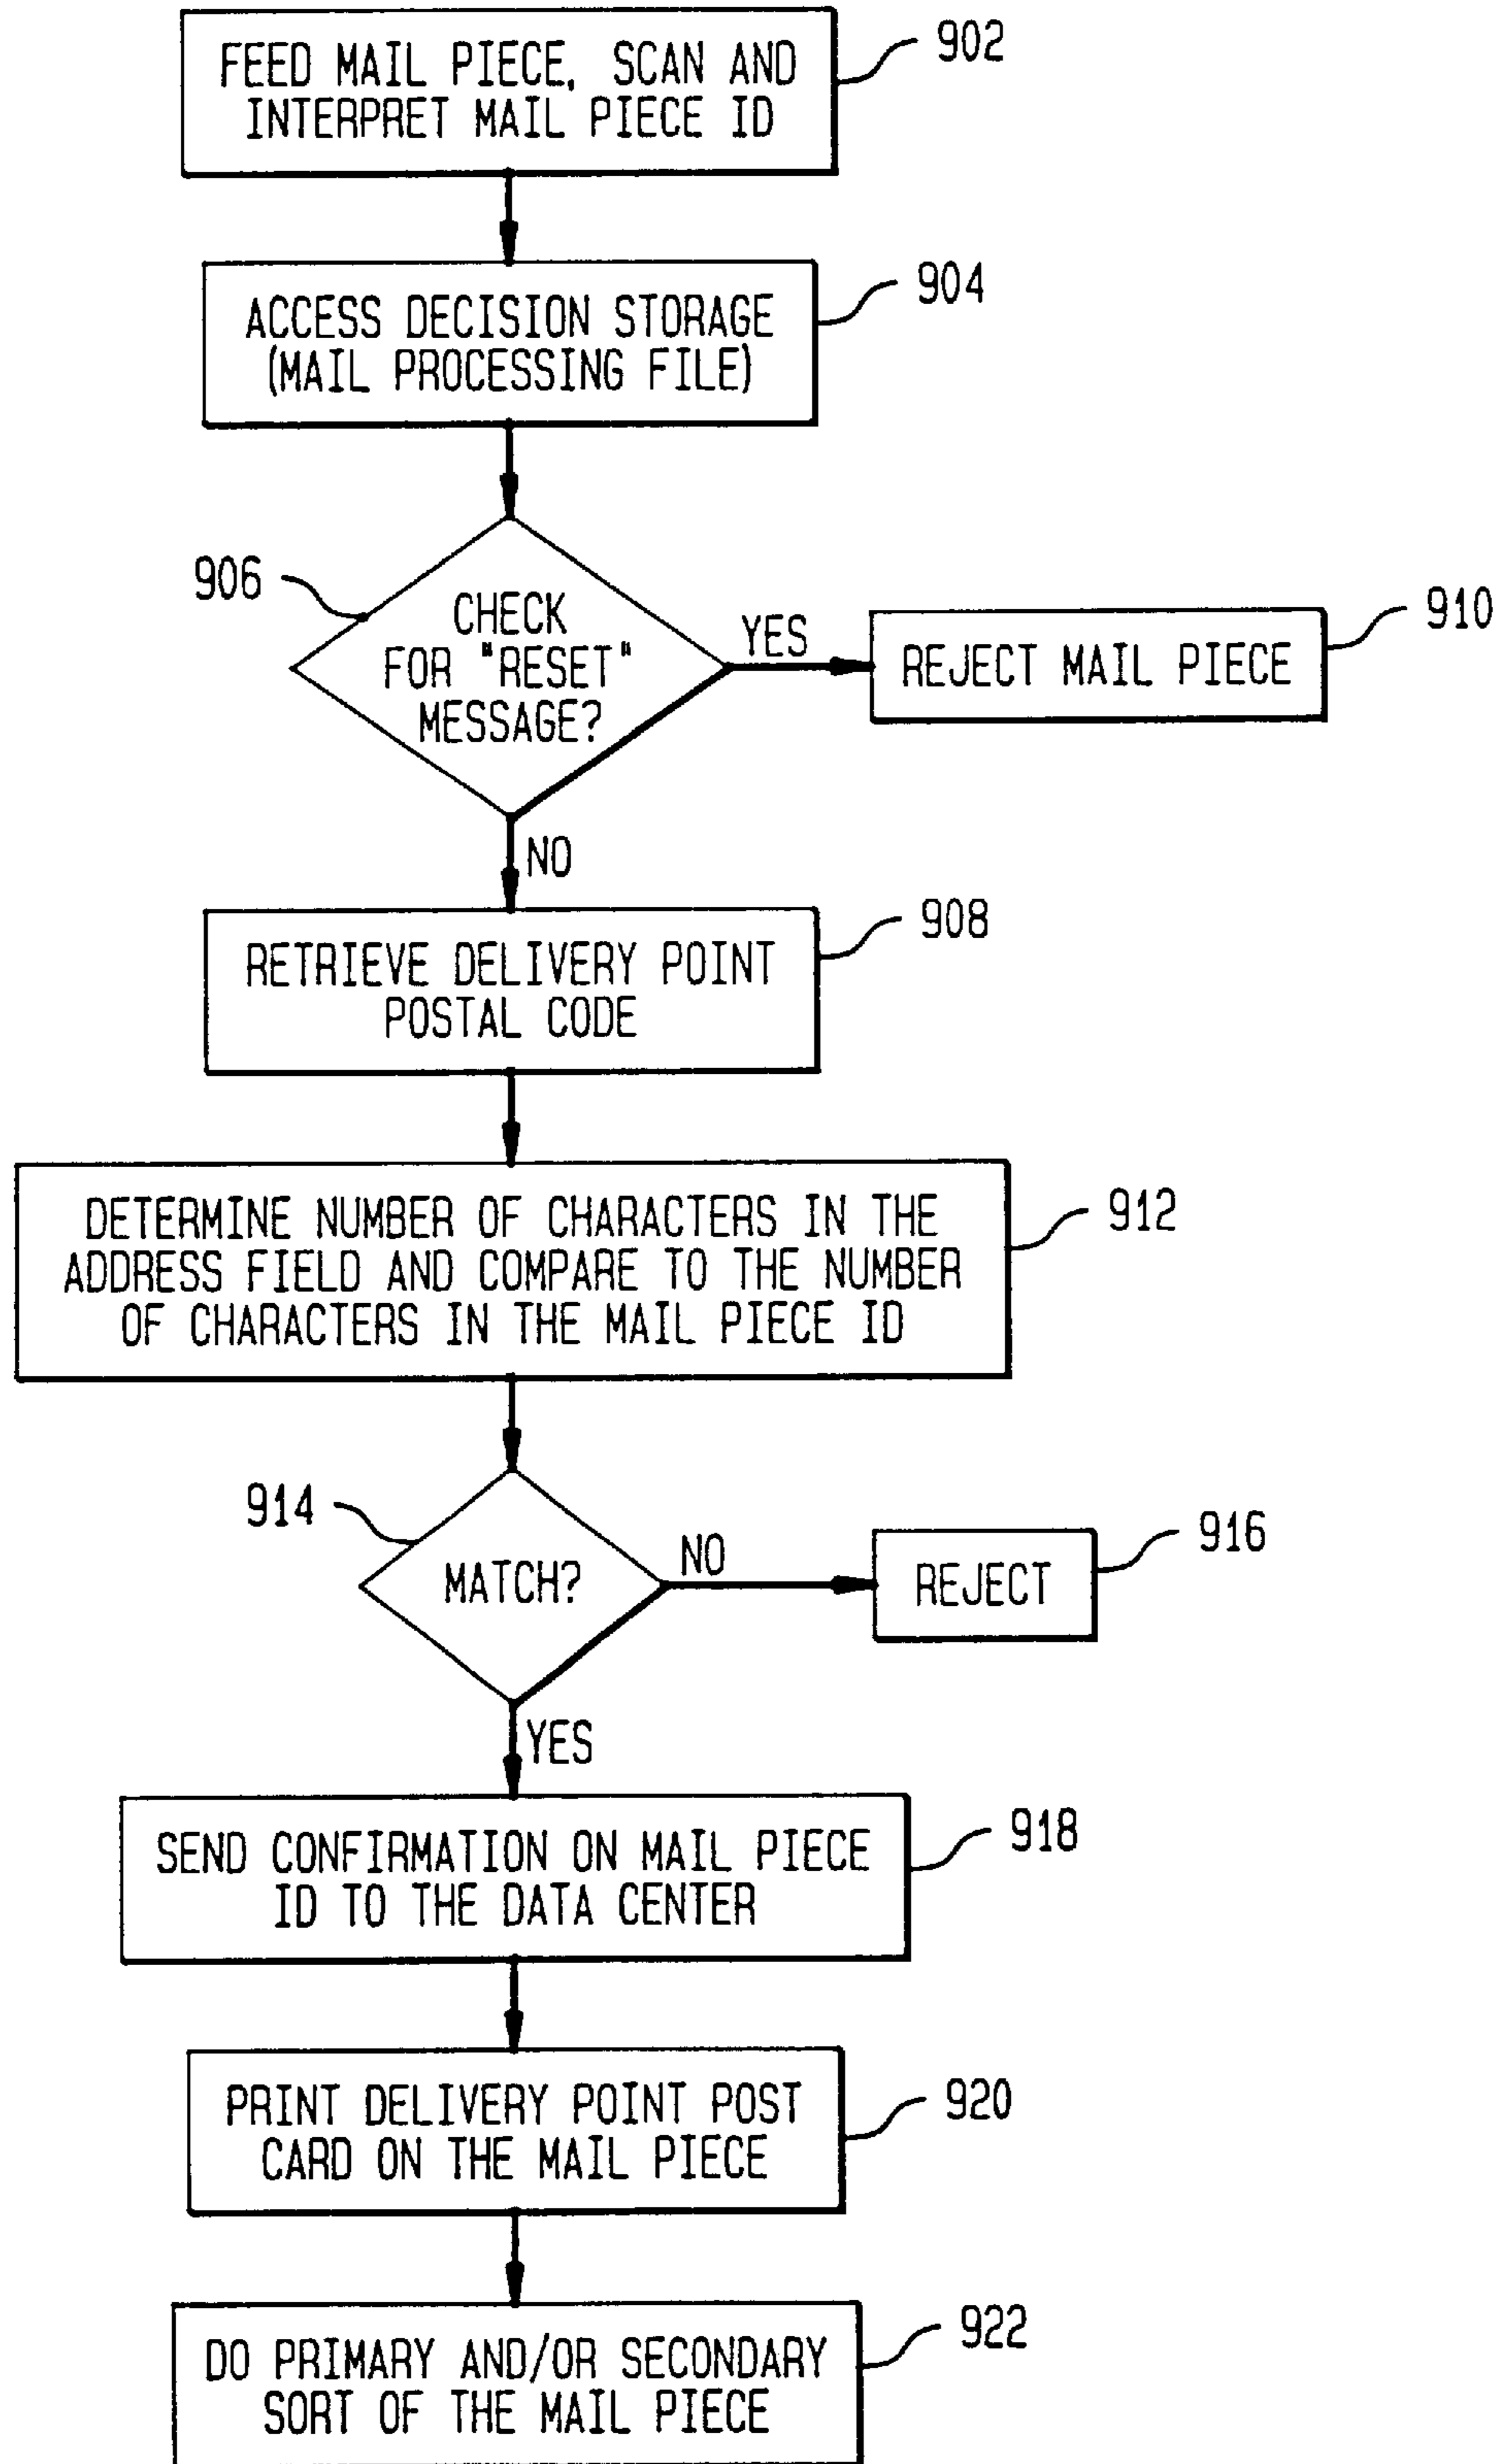 FEED MAIL PIECE, SCAN AND
INTERPRET MAIL PIECE ID
902
ACCESS DECISION STORAGE
(MAIL PROCESSING FILE)
904
906
CHECK
FOR "RESET"
MESSAGE?
YES
REJECT MAIL PIECE
910
NO
RETRIEVE DELIVERY POINT
POSTAL CODE
908
DETERMINE NUMBER OF CHARACTERS IN THE
ADDRESS FIELD AND COMPARE TO THE NUMBER
OF CHARACTERS IN THE MAIL PIECE ID
912
914
MATCH?
NO
REJECT
916
YES
SEND CONFIRMATION ON MAIL PIECE
ID TO THE DATA CENTER
918
PRINT DELIVERY POINT POST
CARD ON THE MAIL PIECE
920
DO PRIMARY AND/OR SECONDARY
SORT OF THE MAIL PIECE
922